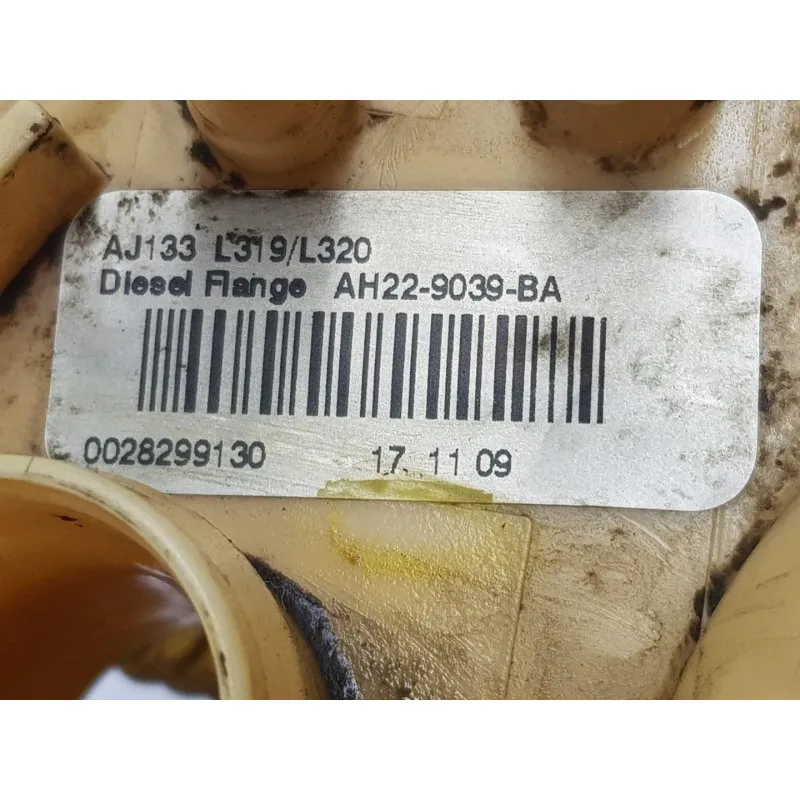 AJ133 L319/L320
Diesel Flange AH22-9039-BA
0028299130 17 11 09